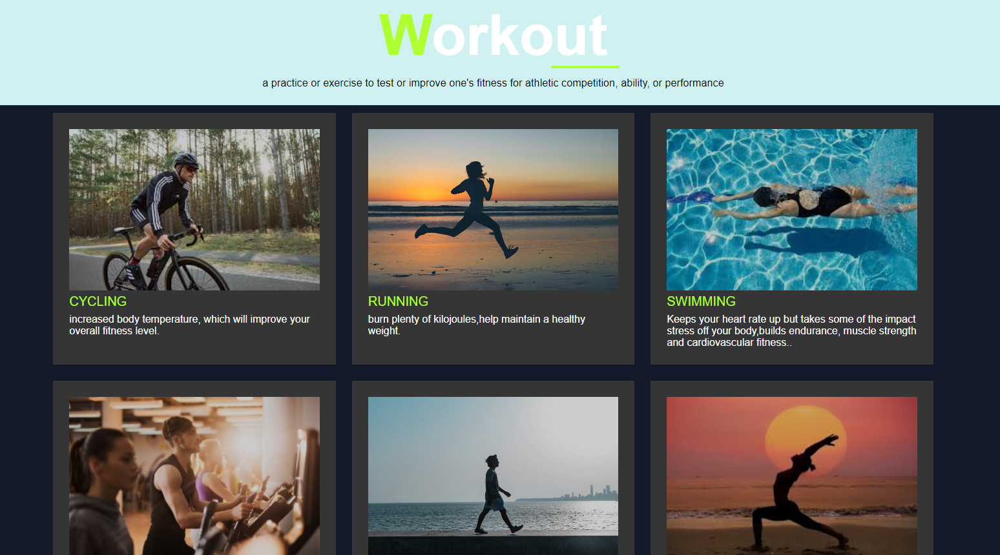 Workout
a practice or exercise to test or improve one's fitness for athletic competition, ability, or performance
CYCLING
increased body temperature, which will improve your
overall fitness level.
RUNNING
burn plenty of kilojoules,help maintain a healthy
weight.
SWIMMING
Keeps your heart rate up but takes some of the impact
stress off your body,builds endurance, muscle strength
and cardiovascular fitness..